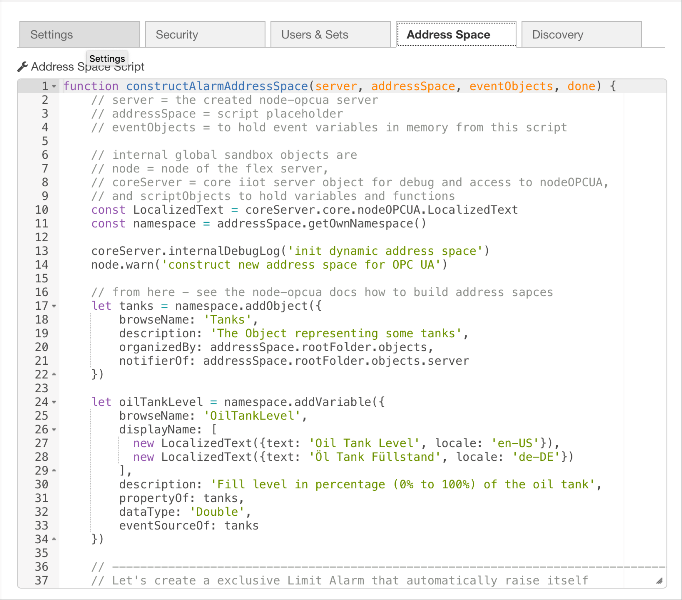 Settings Security Users & Sets Address Space Discovery
Settings
Address Space Script
1 function constructAlarmAddressSpace(server, addressSpace, eventObjects, done) {
2 // server = the created node-opcua server
3 // addressSpace = script placeholder
4 // eventObjects = to hold event variables in memory from this script
5
6 // internal global sandbox objects are
7 // node = node of the flex server,
8 // coreServer = core iiot server object for debug and access to nodeOPCUA,
9 // and scriptObjects to hold variables and functions
10 const LocalizedText = coreServer.core.nodeOPCUA.LocalizedText
11 const namespace = addressSpace.getOwnNamespace()
12
13 coreServer.internalDebugLog('init dynamic address space')
14 node.warn('construct new address space for OPC UA')
15
16 // from here - see the node-opcua docs how to build address sapces
17 let tanks = namespace.addObject({
18 browseName: 'Tanks',
19 description: 'The Object representing some tanks',
20 organizedBy: addressSpace.rootFolder.objects,
21 notifierOf: addressSpace.rootFolder.objects.server
22 })
23
24 let oilTankLevel = namespace.addVariable({
25 browseName: 'OilTankLevel',
26 displayName: [
27 new LocalizedText({text: 'Oil Tank Level', locale: 'en-US'}),
28 new LocalizedText({text: 'Öl Tank Füllstand', locale: 'de-DE'})
29 ],
30 description: 'Fill level in percentage (0% to 100%) of the oil tank',
31 propertyOf: tanks,
32 dataType: 'Double',
33 eventSourceOf: tanks
34 })
35
36 // -------------------------------------------------------------------------------
37 // Let's create a exclusive Limit Alarm that automatically raise itself